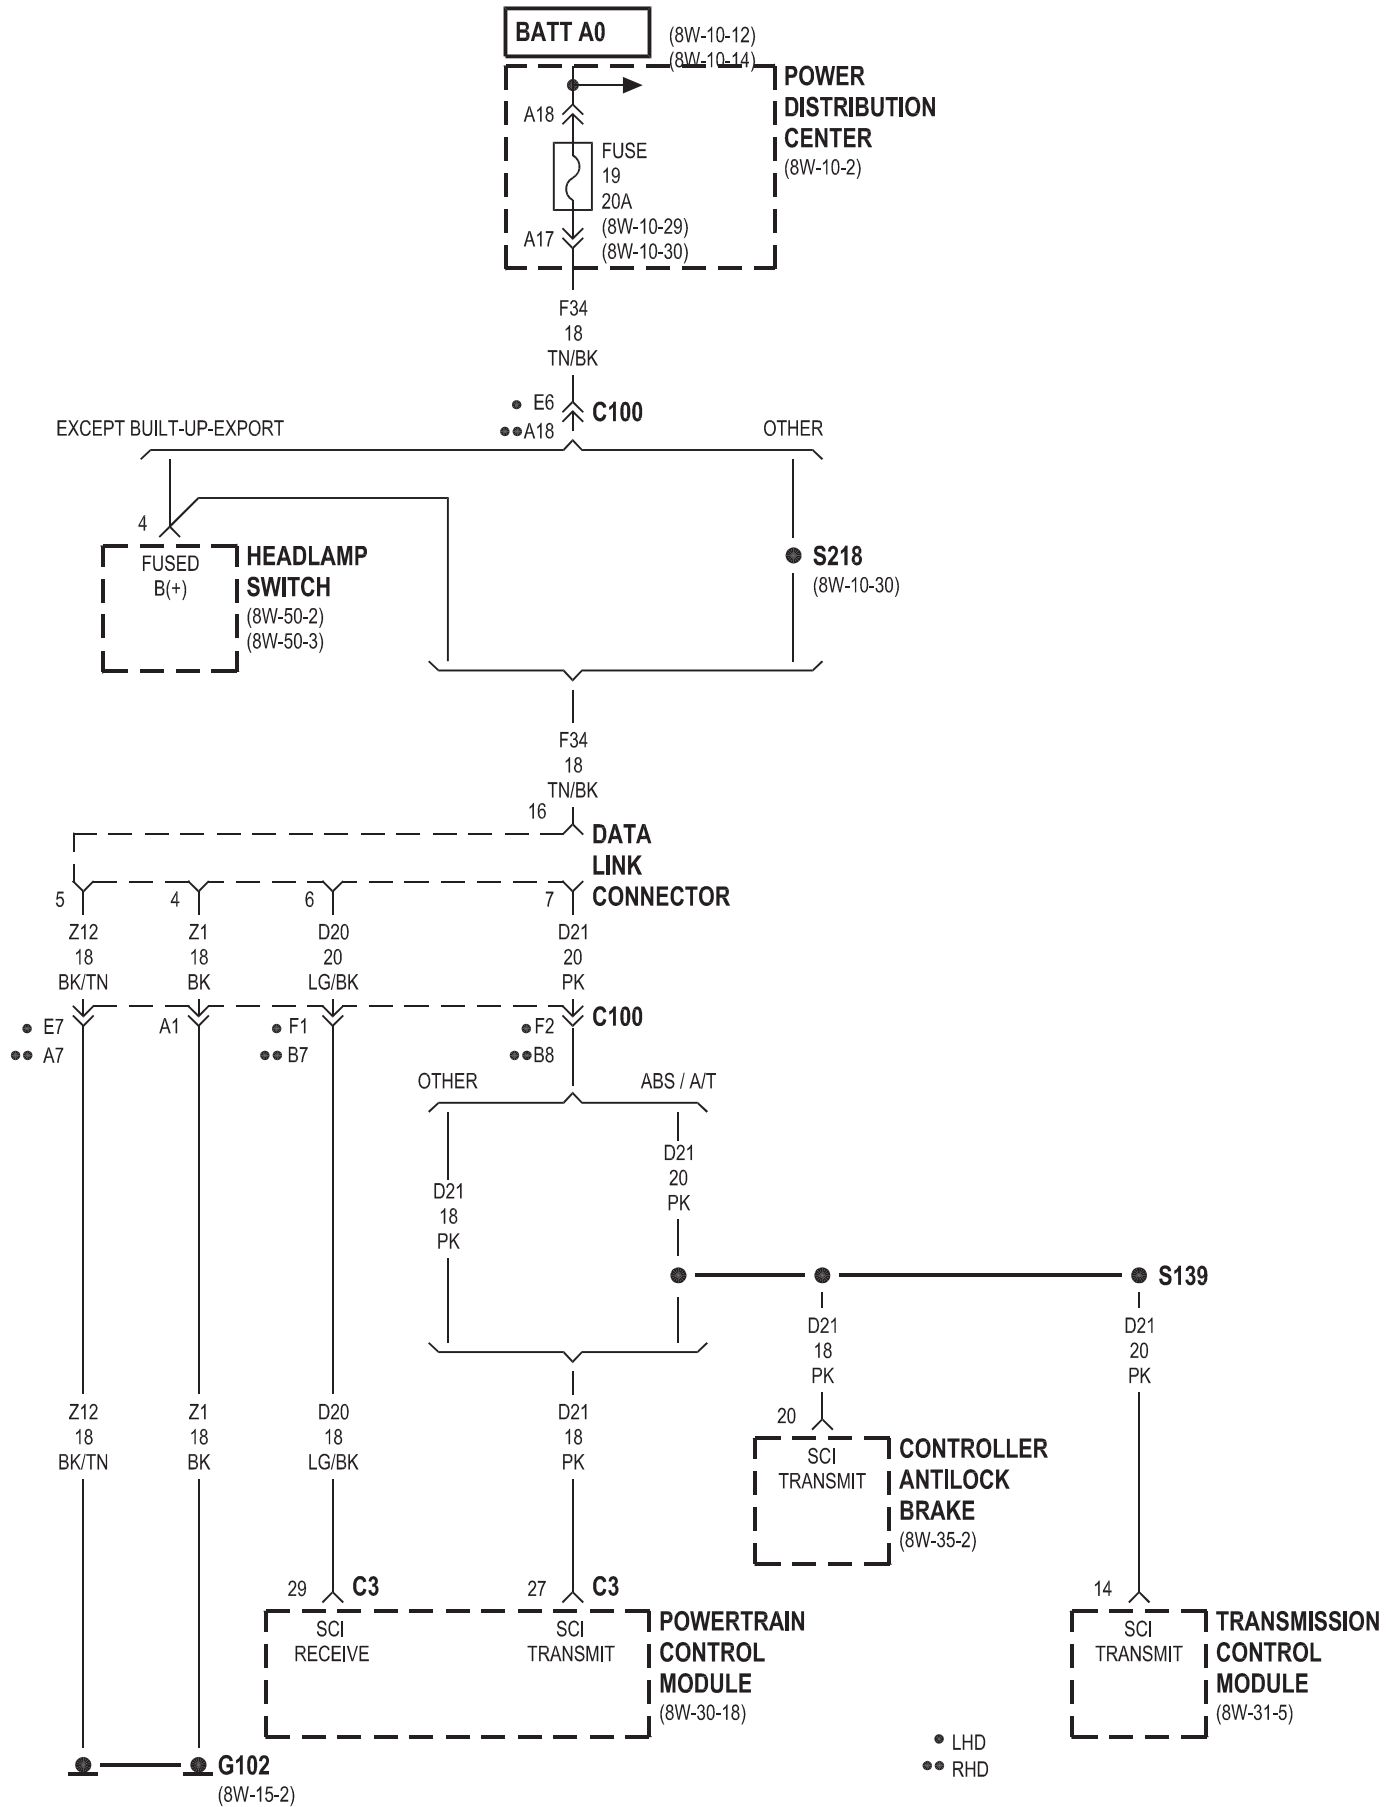 BATT A0
(8W-10-12)
(8W-10-14)
POWER
DISTRIBUTION
CENTER
(8W-10-2)
A18
FUSE
19
20A
(8W-10-29)
(8W-10-30)
A17
F34
18
TN/BK
E6
A18
C100
EXCEPT BUILT-UP-EXPORT
OTHER
4
FUSED
B(+)
HEADLAMP
SWITCH
(8W-50-2)
(8W-50-3)
S218
(8W-10-30)
F34
18
TN/BK
16
DATA
LINK
CONNECTOR
5
4
6
7
Z12
18
BK/TN
Z1
18
BK
D20
20
LG/BK
D21
20
PK
C100
E7
A7
A1
F1
B7
F2
B8
OTHER
ABS / A/T
D21
18
PK
D21
20
PK
S139
D21
18
PK
D21
20
PK
Z12
18
BK/TN
Z1
18
BK
D20
18
LG/BK
D21
18
PK
20
SCI
TRANSMIT
CONTROLLER
ANTILOCK
BRAKE
(8W-35-2)
29
C3
27
C3
SCI
RECEIVE
SCI
TRANSMIT
POWERTRAIN
CONTROL
MODULE
(8W-30-18)
14
SCI
TRANSMIT
TRANSMISSION
CONTROL
MODULE
(8W-31-5)
G102
(8W-15-2)
LHD
RHD